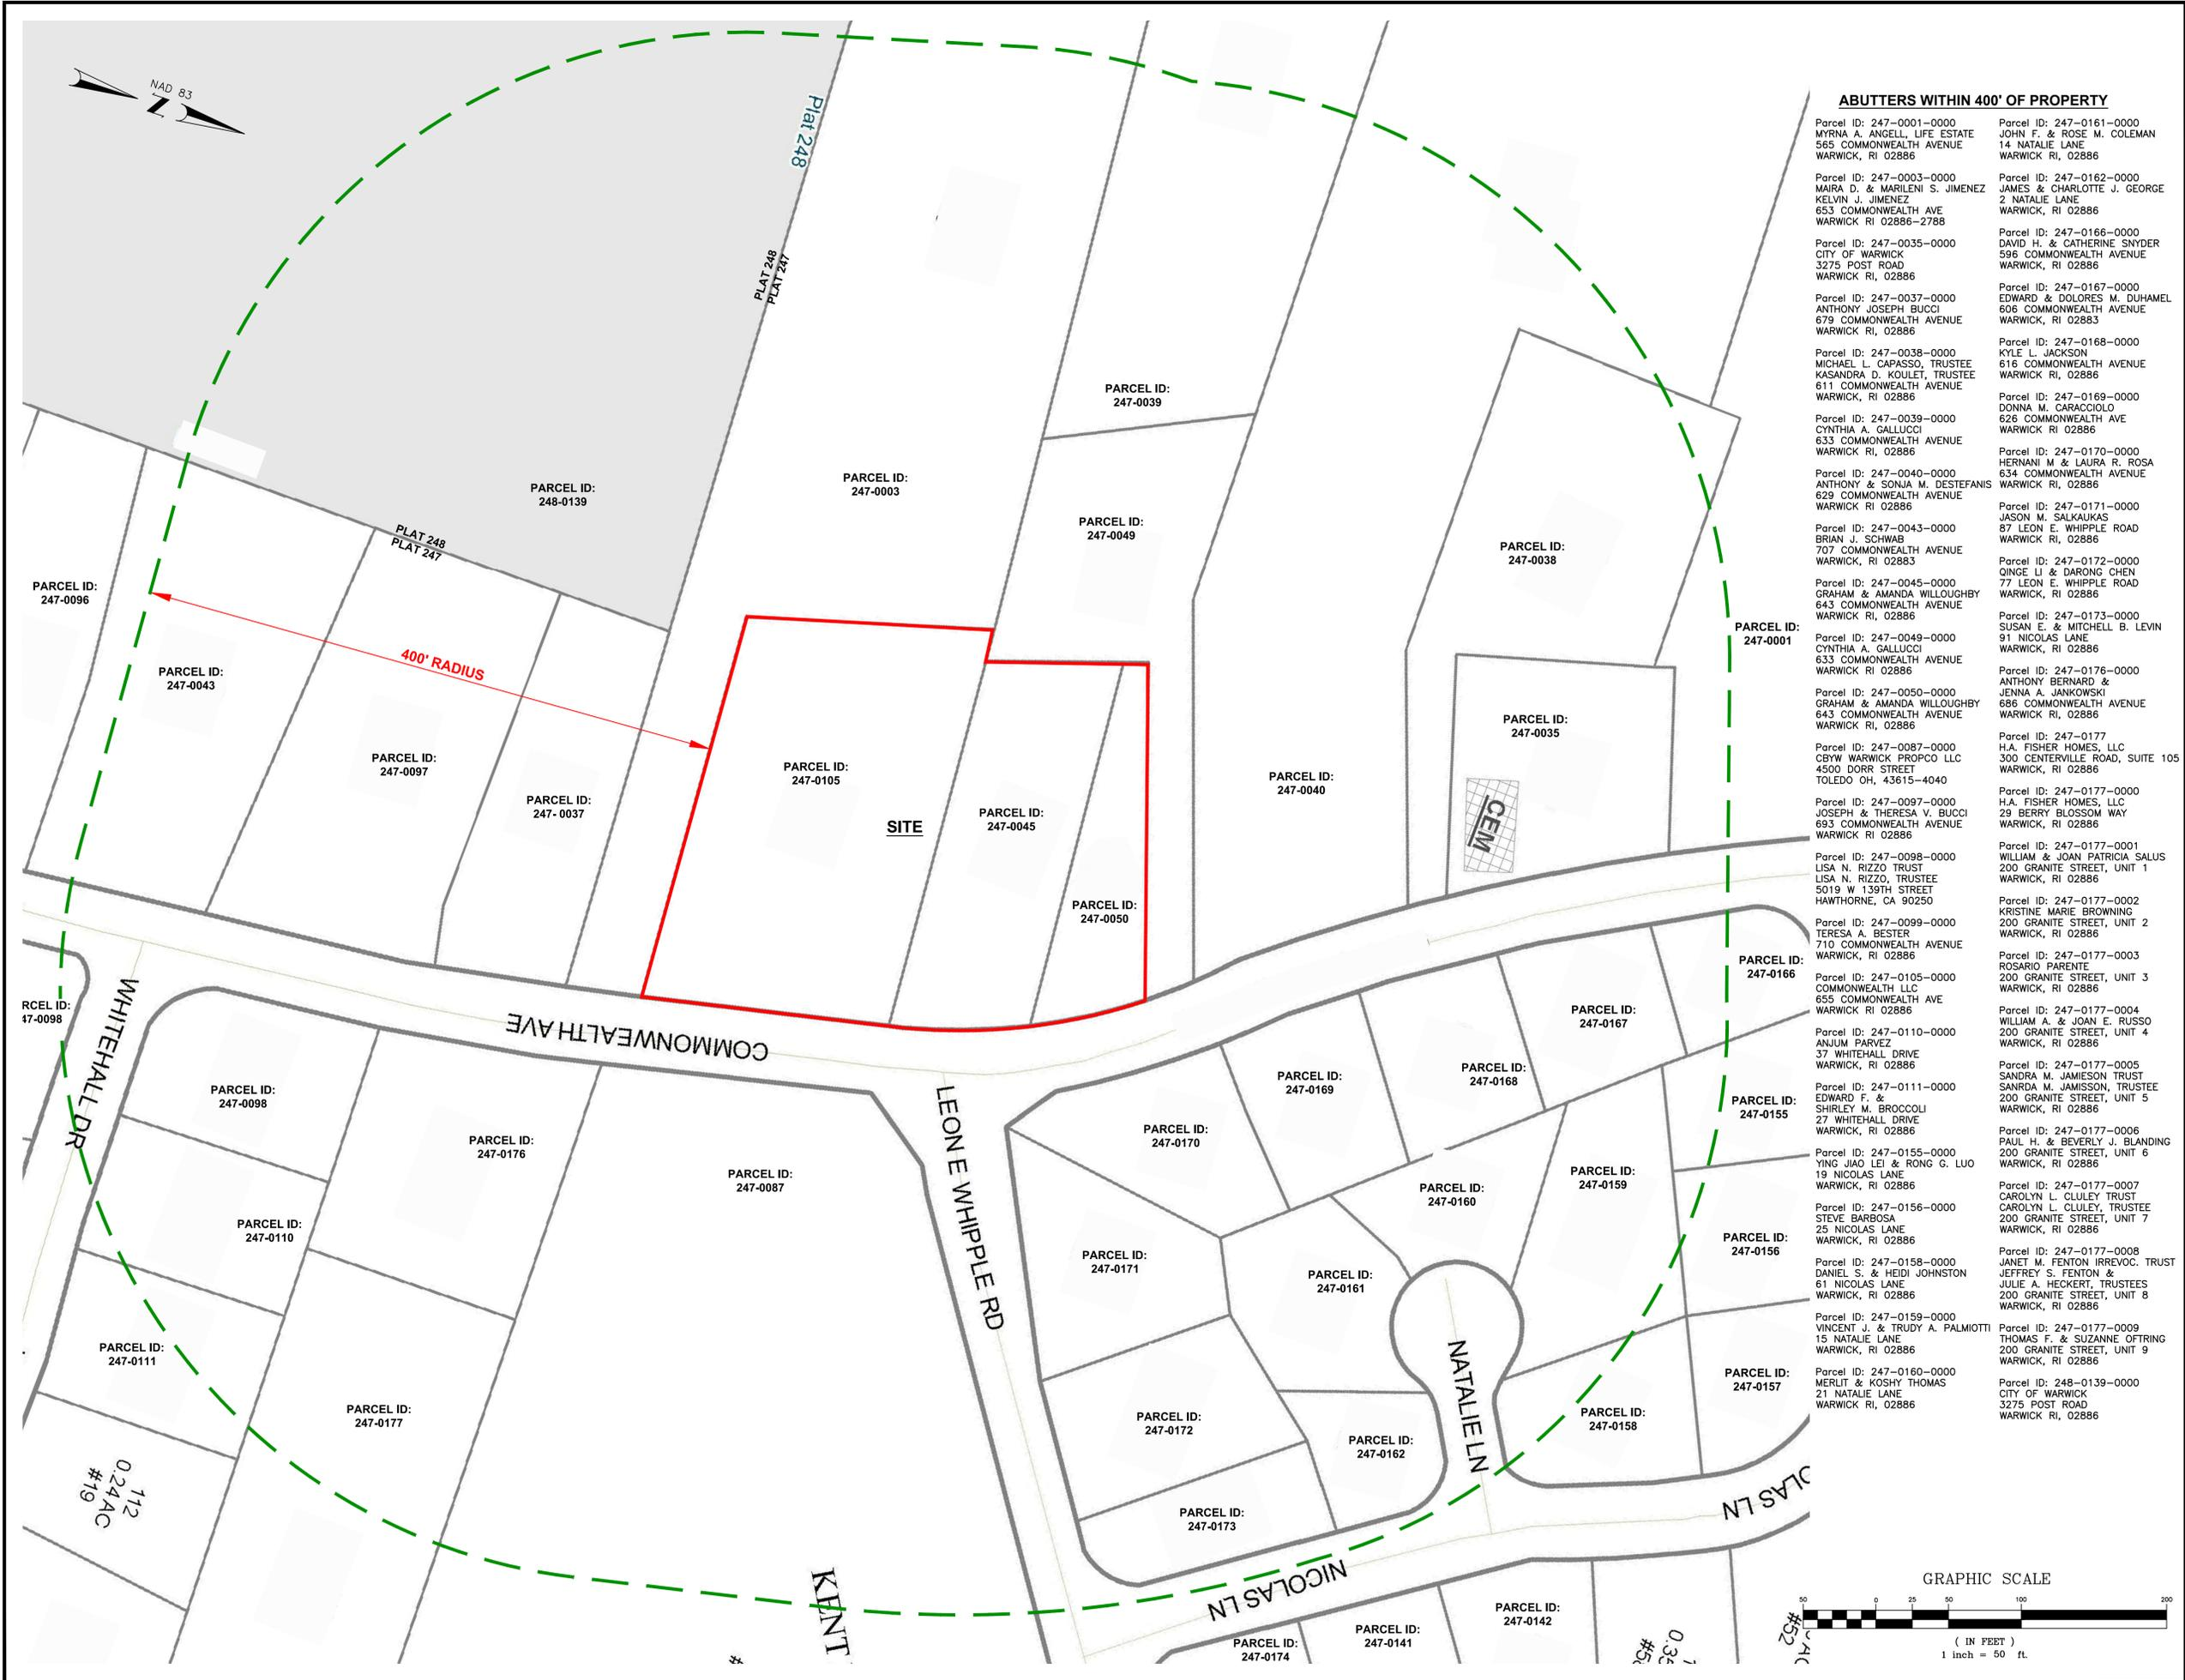 NAD 83
Z
Plat 248
PLAT 248
PLAT 247
PARCEL ID:
247-0039
PARCEL ID:
248-0139
PARCEL ID:
247-0003
PARCEL ID:
247-0049
PARCEL ID:
247-0038
PLAT 248
PLAT 247
PARCEL ID:
247-0096
PARCEL ID:
247-0043
400' RADIUS
PARCEL ID:
247-0097
PARCEL ID:
247- 0037
PARCEL ID:
247-0105
SITE
PARCEL ID:
247-0045
PARCEL ID:
247-0050
PARCEL ID:
247-0040
PARCEL ID:
247-0035
CEM
PARCEL ID:
247-0001
PARCEL ID:
247-0166
PARCEL ID:
247-0167
RCEL ID:
47-0098
WHITEHALL DR
COMMONWEALTH AVE
LEON E WHIPPLE RD
PARCEL ID:
247-0098
PARCEL ID:
247-0176
PARCEL ID:
247-0087
PARCEL ID:
247-0170
PARCEL ID:
247-0169
PARCEL ID:
247-0168
PARCEL ID:
247-0155
PARCEL ID:
247-0110
PARCEL ID:
247-0171
PARCEL ID:
247-0161
PARCEL ID:
247-0160
PARCEL ID:
247-0159
PARCEL ID:
247-0156
PARCEL ID:
247-0111
PARCEL ID:
247-0177
PARCEL ID:
247-0172
PARCEL ID:
247-0162
NATALIE LN
PARCEL ID:
247-0158
PARCEL ID:
247-0157
112
0.24 AC
#19
PARCEL ID:
247-0173
NICOLAS LN
OLAS LN
KENT
PARCEL ID:
247-0174
PARCEL ID:
247-0141
PARCEL ID:
247-0142
#52
ABUTTERS WITHIN 400' OF PROPERTY
Parcel ID: 247-0001-0000
MYRNA A. ANGELL, LIFE ESTATE
565 COMMONWEALTH AVENUE
WARWICK, RI 02886
Parcel ID: 247-0003-0000
MAIRA D. & MARILENI S. JIMENEZ
KELVIN J. JIMENEZ
653 COMMONWEALTH AVE
WARWICK RI 02886-2788
Parcel ID: 247-0035-0000
CITY OF WARWICK
3275 POST ROAD
WARWICK RI, 02886
Parcel ID: 247-0037-0000
ANTHONY JOSEPH BUCCI
679 COMMONWEALTH AVENUE
WARWICK RI, 02886
Parcel ID: 247-0038-0000
MICHAEL L. CAPASSO, TRUSTEE
KASANDRA D. KOULET, TRUSTEE
611 COMMONWEALTH AVENUE
WARWICK, RI 02886
Parcel ID: 247-0039-0000
CYNTHIA A. GALLUCCI
633 COMMONWEALTH AVENUE
WARWICK RI, 02886
Parcel ID: 247-0040-0000
ANTHONY & SONJA M. DESTEFANIS
629 COMMONWEALTH AVENUE
WARWICK RI 02886
Parcel ID: 247-0043-0000
BRIAN J. SCHWAB
707 COMMONWEALTH AVENUE
WARWICK, RI 02883
Parcel ID: 247-0045-0000
GRAHAM & AMANDA WILLOUGHBY
643 COMMONWEALTH AVENUE
WARWICK RI, 02886
Parcel ID: 247-0049-0000
CYNTHIA A. GALLUCCI
633 COMMONWEALTH AVENUE
WARWICK RI 02886
Parcel ID: 247-0050-0000
GRAHAM & AMANDA WILLOUGHBY
643 COMMONWEALTH AVENUE
WARWICK RI, 02886
Parcel ID: 247-0087-0000
CBYW WARWICK PROPCO LLC
4500 DORR STREET
TOLEDO OH, 43615-4040
Parcel ID: 247-0097-0000
JOSEPH & THERESA V. BUCCI
693 COMMONWEALTH AVENUE
WARWICK RI 02886
Parcel ID: 247-0098-0000
LISA N. RIZZO TRUST
LISA N. RIZZO, TRUSTEE
5019 W 139TH STREET
HAWTHORNE, CA 90250
Parcel ID: 247-0099-0000
TERESA A. BESTER
710 COMMONWEALTH AVENUE
WARWICK, RI 02886
Parcel ID: 247-0105-0000
COMMONWEALTH LLC
655 COMMONWEALTH AVE
WARWICK RI 02886
Parcel ID: 247-0110-0000
ANJUM PARVEZ
37 WHITEHALL DRIVE
WARWICK, RI 02886
Parcel ID: 247-0111-0000
EDWARD F. &
SHIRLEY M. BROCCOLI
27 WHITEHALL DRIVE
WARWICK, RI 02886
Parcel ID: 247-0155-0000
YING JIAO LEI & RONG G. LUO
19 NICOLAS LANE
WARWICK, RI 02886
Parcel ID: 247-0156-0000
STEVE BARBOSA
25 NICOLAS LANE
WARWICK, RI 02886
Parcel ID: 247-0158-0000
DANIEL S. & HEIDI JOHNSTON
61 NICOLAS LANE
WARWICK, RI 02886
Parcel ID: 247-0159-0000
VINCENT J. & TRUDY A. PALMIOTTI
15 NATALIE LANE
WARWICK, RI 02886
Parcel ID: 247-0160-0000
MERLIT & KOSHY THOMAS
21 NATALIE LANE
WARWICK RI, 02886
Parcel ID: 247-0161-0000
JOHN F. & ROSE M. COLEMAN
14 NATALIE LANE
WARWICK RI, 02886
Parcel ID: 247-0162-0000
JAMES & CHARLOTTE J. GEORGE
2 NATALIE LANE
WARWICK, RI 02886
Parcel ID: 247-0166-0000
DAVID H. & CATHERINE SNYDER
596 COMMONWEALTH AVENUE
WARWICK, RI 02886
Parcel ID: 247-0167-0000
EDWARD & DOLORES M. DUHAMEL
606 COMMONWEALTH AVENUE
WARWICK, RI 02883
Parcel ID: 247-0168-0000
KYLE L. JACKSON
616 COMMONWEALTH AVENUE
WARWICK RI, 02886
Parcel ID: 247-0169-0000
DONNA M. CARACCIOLO
626 COMMONWEALTH AVE
WARWICK RI 02886
Parcel ID: 247-0170-0000
HERNANI M & LAURA R. ROSA
634 COMMONWEALTH AVENUE
WARWICK RI, 02886
Parcel ID: 247-0171-0000
JASON M. SALKAUKAS
87 LEON E. WHIPPLE ROAD
WARWICK RI, 02886
Parcel ID: 247-0172-0000
QINGE LI & DARONG CHEN
77 LEON E. WHIPPLE ROAD
WARWICK RI, 02886
Parcel ID: 247-0173-0000
SUSAN E. & MITCHELL B. LEVIN
91 NICOLAS LANE
WARWICK RI, 02886
Parcel ID: 247-0176-0000
ANTHONY BERNARD &
JENNA A. JANKOWSKI
686 COMMONWEALTH AVENUE
WARWICK RI, 02886
Parcel ID: 247-0177
H.A. FISHER HOMES, LLC
300 CENTERVILLE ROAD, SUITE 105
WARWICK, RI 02886
Parcel ID: 247-0177-0000
H.A. FISHER HOMES, LLC
29 BERRY BLOSSOM WAY
WARWICK, RI 02886
Parcel ID: 247-0177-0001
WILLIAM & JOAN PATRICIA SALUS
200 GRANITE STREET, UNIT 1
WARWICK, RI 02886
Parcel ID: 247-0177-0002
KRISTINE MARIE BROWNING
200 GRANITE STREET, UNIT 2
WARWICK, RI 02886
Parcel ID: 247-0177-0003
ROSARIO PARENTE
200 GRANITE STREET, UNIT 3
WARWICK, RI 02886
Parcel ID: 247-0177-0004
WILLIAM A. & JOAN E. RUSSO
200 GRANITE STREET, UNIT 4
WARWICK, RI 02886
Parcel ID: 247-0177-0005
SANDRA M. JAMIESON TRUST
SANRDA M. JAMISSON, TRUSTEE
200 GRANITE STREET, UNIT 5
WARWICK, RI 02886
Parcel ID: 247-0177-0006
PAUL H. & BEVERLY J. BLANDING
200 GRANITE STREET, UNIT 6
WARWICK, RI 02886
Parcel ID: 247-0177-0007
CAROLYN L. CLULEY TRUST
CAROLYN L. CLULEY, TRUSTEE
200 GRANITE STREET, UNIT 7
WARWICK, RI 02886
Parcel ID: 247-0177-0008
JANET M. FENTON IRREVOC. TRUST
JEFFREY S. FENTON &
JULIE A. HECKERT, TRUSTEES
200 GRANITE STREET, UNIT 8
WARWICK, RI 02886
Parcel ID: 247-0177-0009
THOMAS F. & SUZANNE OFTRING
200 GRANITE STREET, UNIT 9
WARWICK, RI 02886
Parcel ID: 248-0139-0000
CITY OF WARWICK
3275 POST ROAD
WARWICK RI, 02886
GRAPHIC SCALE
50 0 25 50 100 200
( IN FEET )
1 inch = 50 ft.